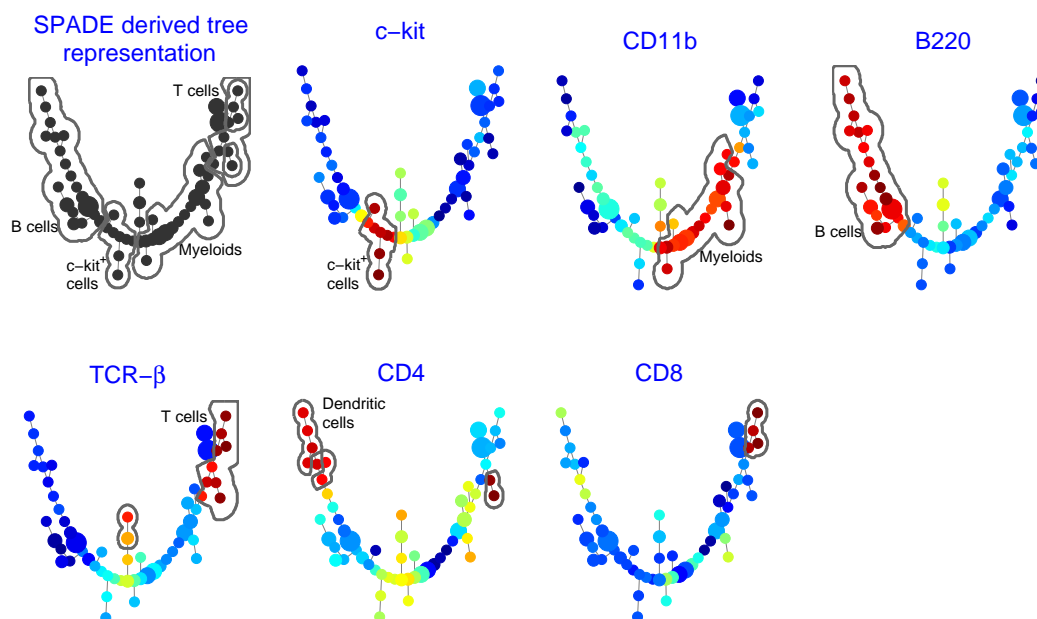 SPADE derived tree
representation
T cells
B cells
c−kit⁺
cells
Myeloids
c−kit
c−kit⁺
cells
CD11b
Myeloids
B220
B cells
TCR−β
T cells
CD4
Dendritic
cells
CD8